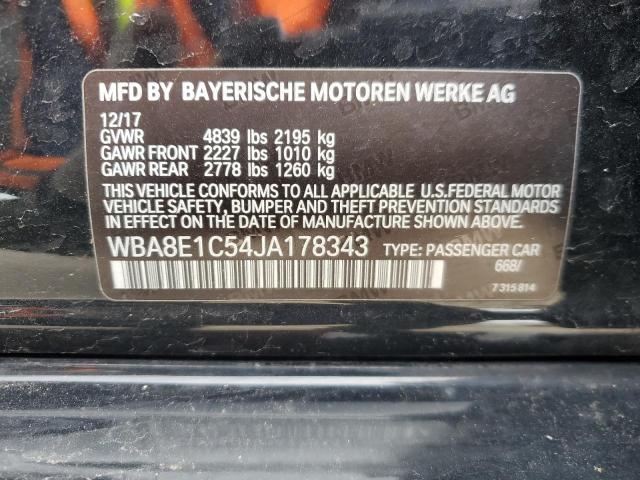 MFD BY BAYERISCHE MOTOREN WERKE AG
12/17
GVWR 4839 lbs 2195 kg
GAWR FRONT 2227 lbs 1010 kg
GAWR REAR 2778 lbs 1260 kg
THIS VEHICLE CONFORMS TO ALL APPLICABLE U.S.FEDERAL MOTOR
VEHICLE SAFETY, BUMPER AND THEFT PREVENTION STANDARDS
IN EFFECT ON THE DATE OF MANUFACTURE SHOWN ABOVE.
WBA8E1C54JA178343 TYPE: PASSENGER CAR
668/
7 315 814